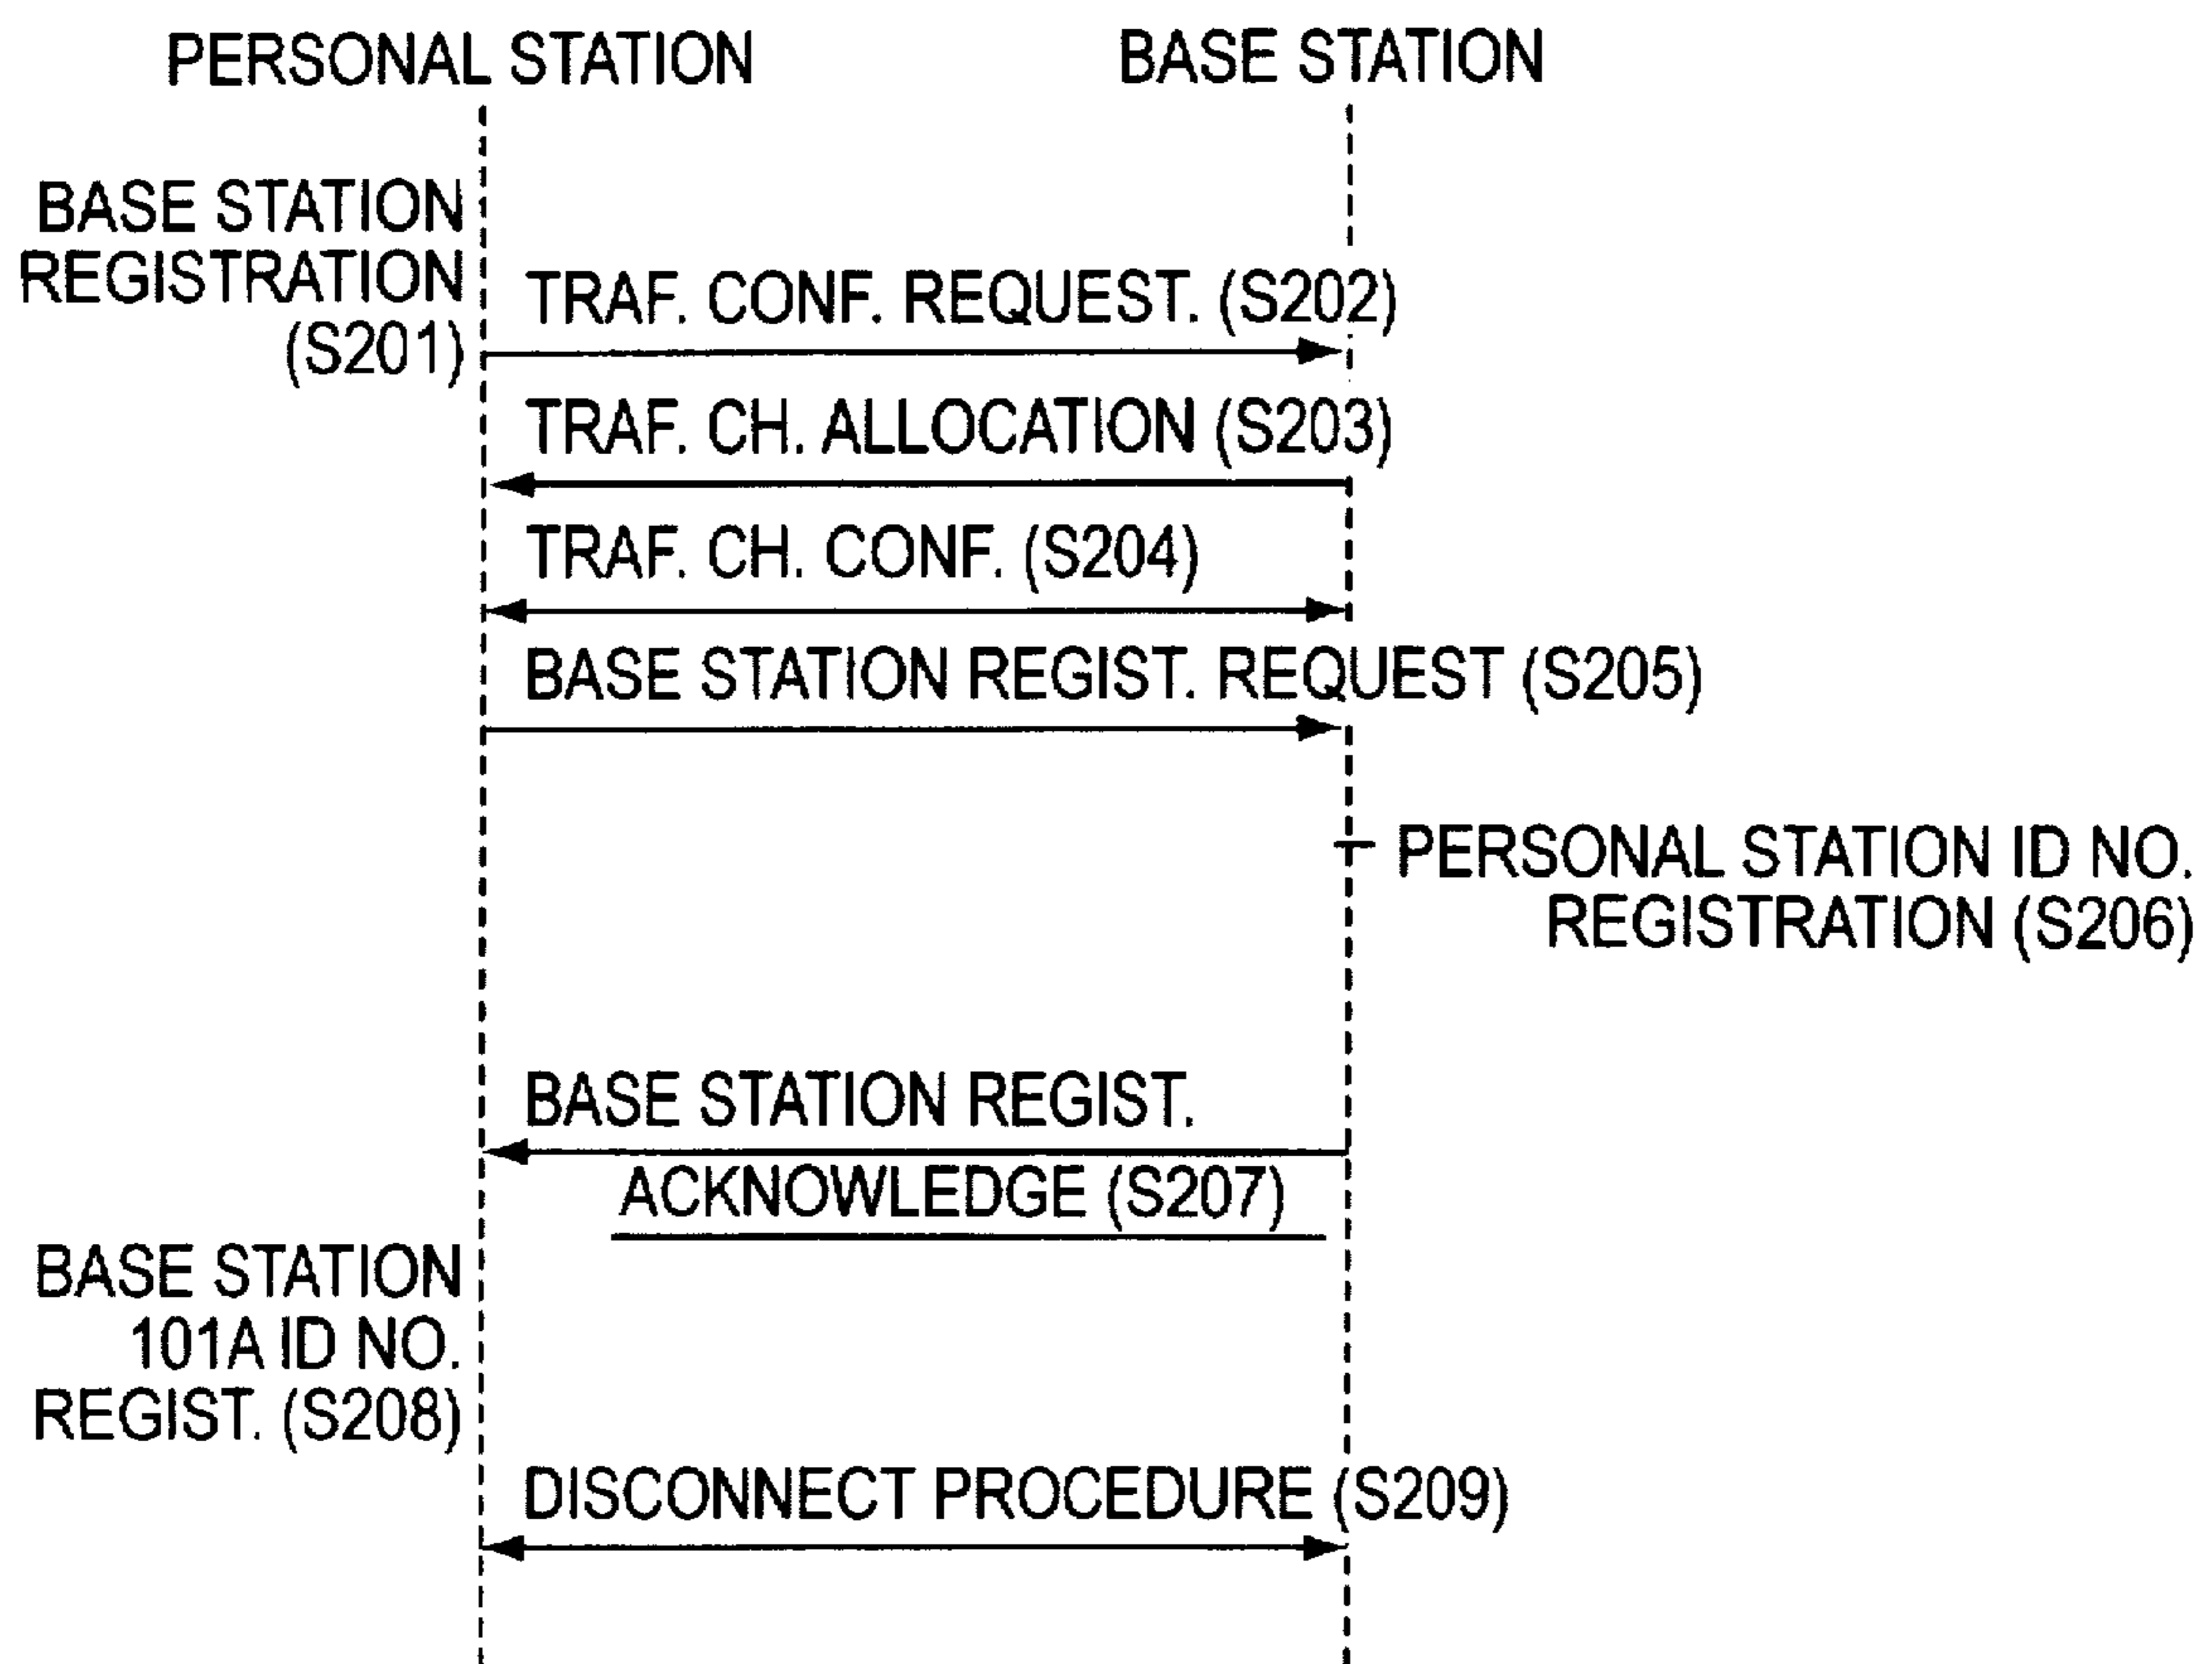 PERSONAL STATION
BASE STATION
BASE STATION
REGISTRATION
(S201)
TRAF. CONF. REQUEST. (S202)
TRAF. CH. ALLOCATION (S203)
TRAF. CH. CONF. (S204)
BASE STATION REGIST. REQUEST (S205)
PERSONAL STATION ID NO.
REGISTRATION (S206)
BASE STATION REGIST.
ACKNOWLEDGE (S207)
BASE STATION
101A ID NO.
REGIST. (S208)
DISCONNECT PROCEDURE (S209)